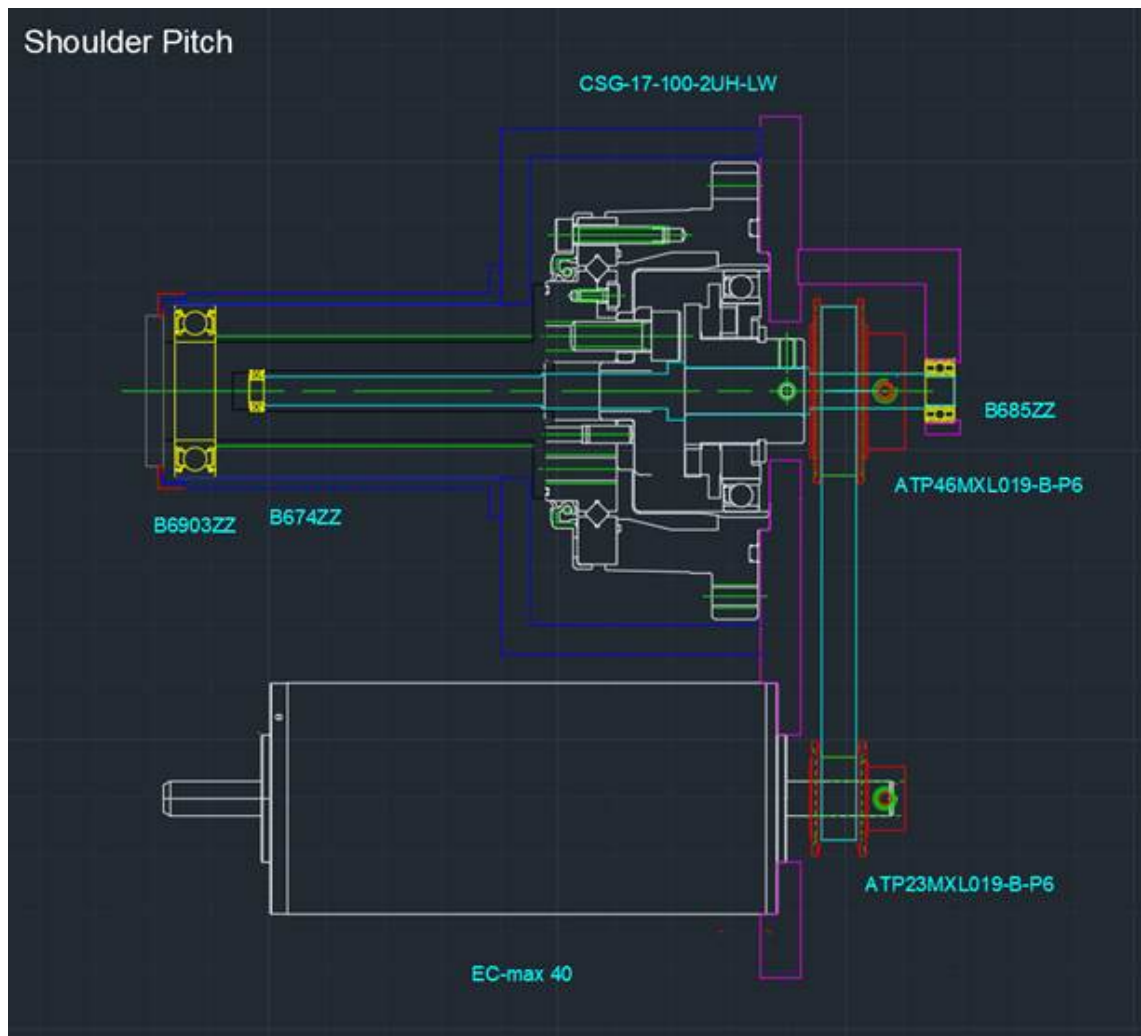 Shoulder Pitch
CSG-17-100-2UH-LW
B685ZZ
ATP46MXL019-B-P6
B6903ZZ
B674ZZ
ATP23MXL019-B-P6
EC-max 40